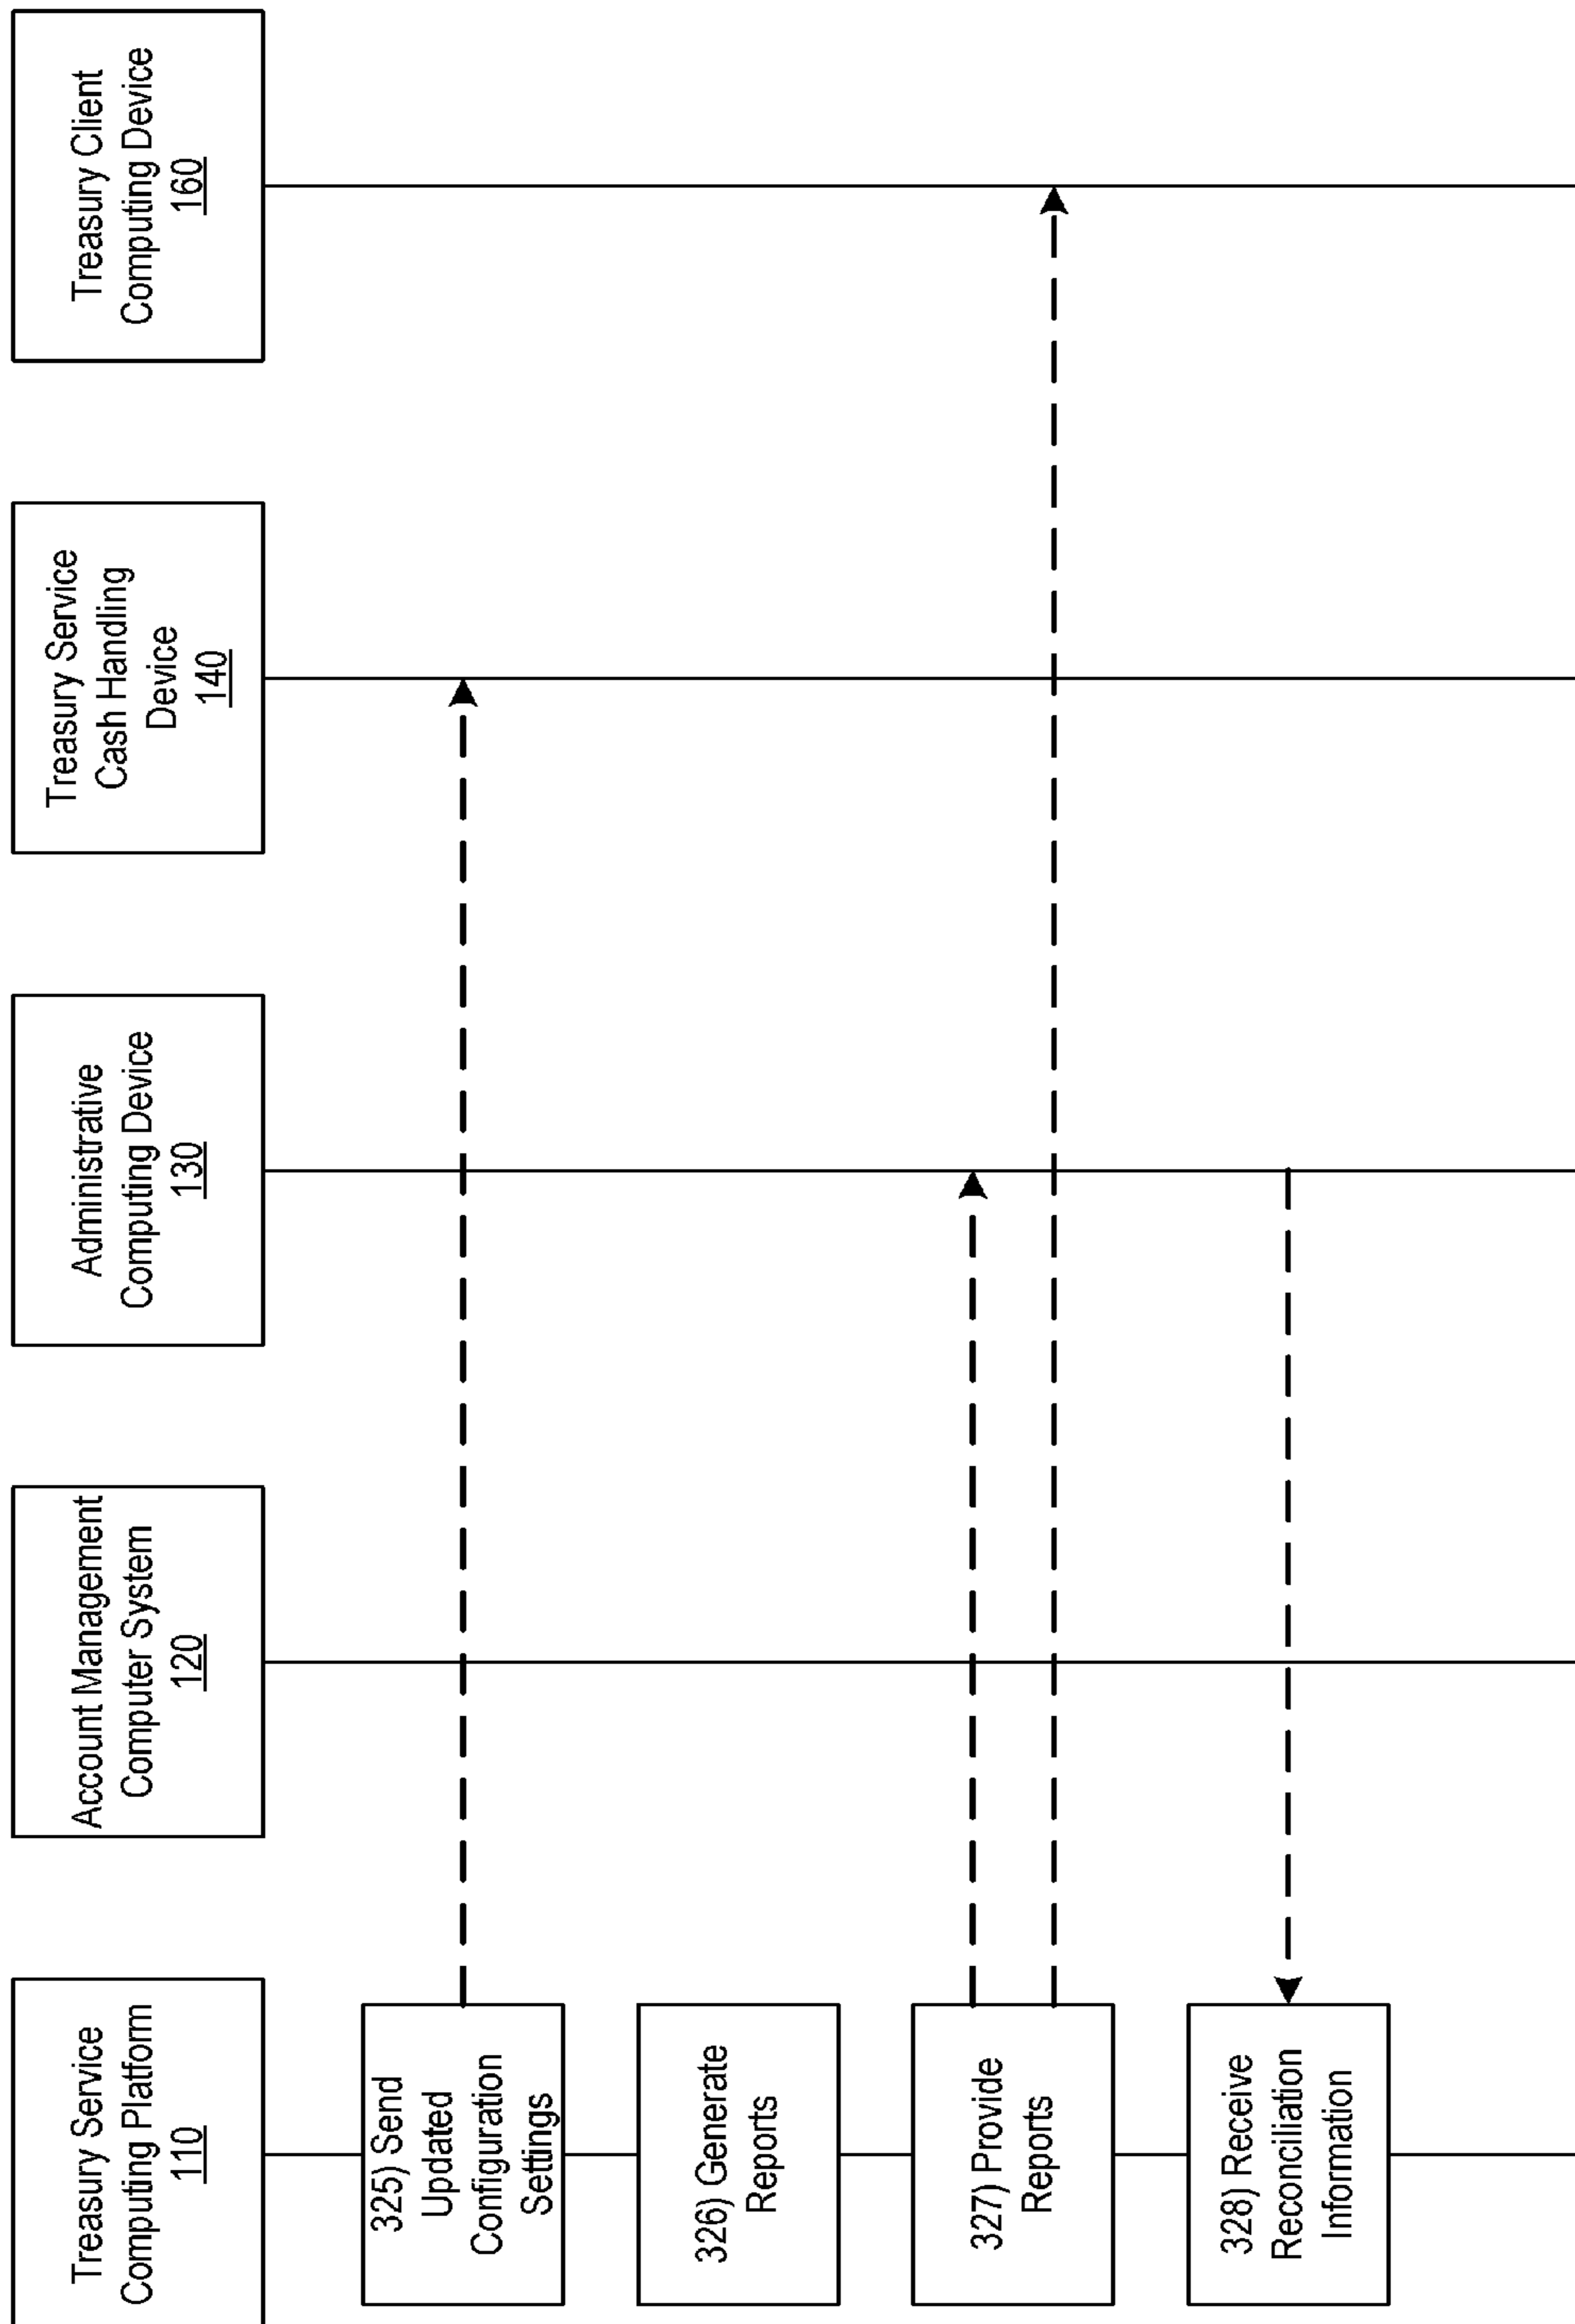 Treasury Service
Computing Platform
110
Account Management
Computer System
120
Administrative
Computing Device
130
Treasury Service
Cash Handling
Device
140
Treasury Client
Computing Device
160
325) Send
Updated
Configuration
Settings
326) Generate
Reports
327) Provide
Reports
328) Receive
Reconciliation
Information